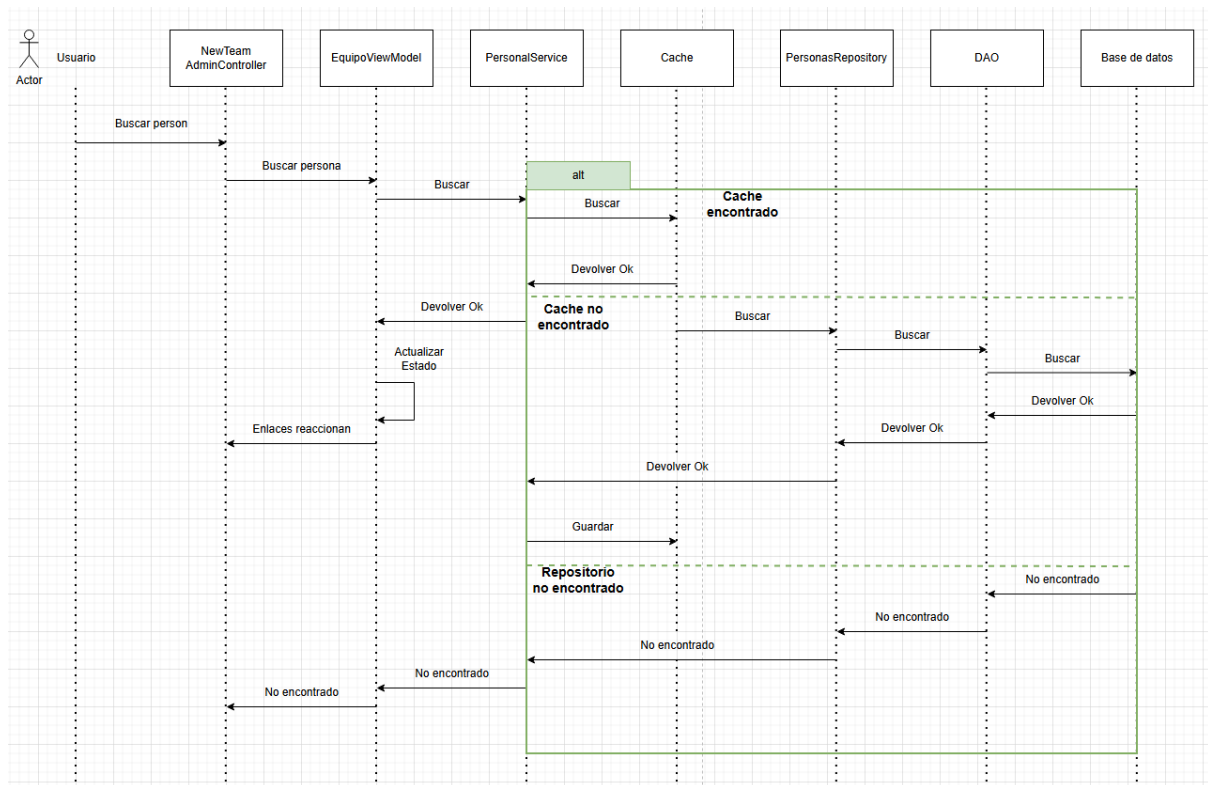 Actor
Usuario
NewTeam
AdminController
EquipoViewModel
PersonalService
Cache
PersonasRepository
DAO
Base de datos
Buscar person
Buscar persona
Buscar
alt
Buscar
Cache
encontrado
Devolver Ok
Devolver Ok
Cache no
encontrado
Buscar
Buscar
Buscar
Actualizar
Estado
Devolver Ok
Devolver Ok
Enlaces reaccionan
Devolver Ok
Guardar
Repositorio
no encontrado
No encontrado
No encontrado
No encontrado
No encontrado
No encontrado